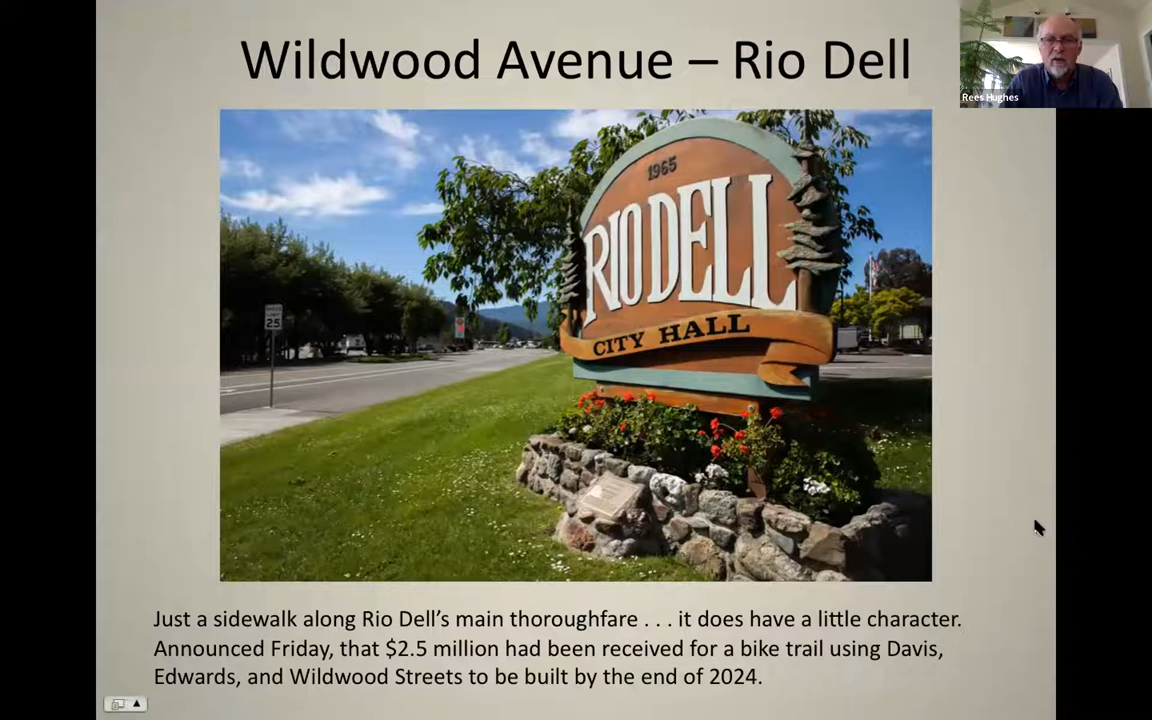 Wildwood Avenue – Rio Dell
Rees Hughes
1965
RIO DELL
CITY HALL
SPEED
LIMIT
25
Just a sidewalk along Rio Dell’s main thoroughfare . . . it does have a little character.
Announced Friday, that $2.5 million had been received for a bike trail using Davis,
Edwards, and Wildwood Streets to be built by the end of 2024.